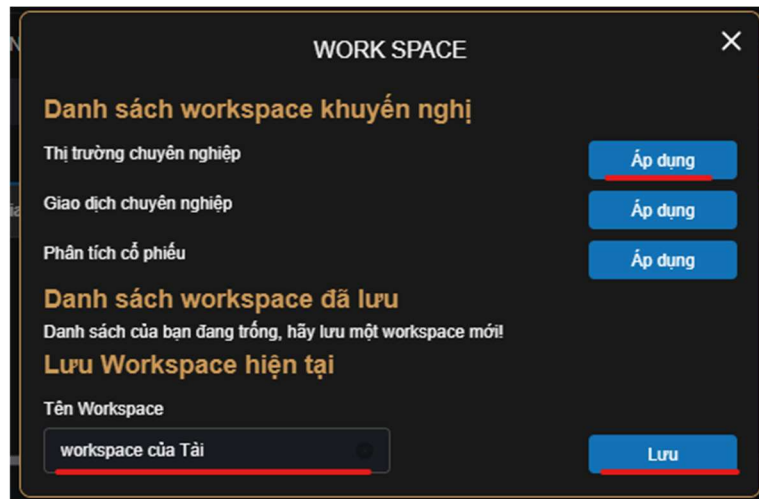 WORK SPACE
Danh sách workspace khuyến nghị
Thị trường chuyên nghiệp
Áp dụng
Giao dịch chuyên nghiệp
Áp dụng
Phân tích cổ phiếu
Áp dụng
Danh sách workspace đã lưu
Danh sách của bạn đang trống, hãy lưu một workspace mới!
Lưu Workspace hiện tại
Tên Workspace
workspace của Tài
Lưu